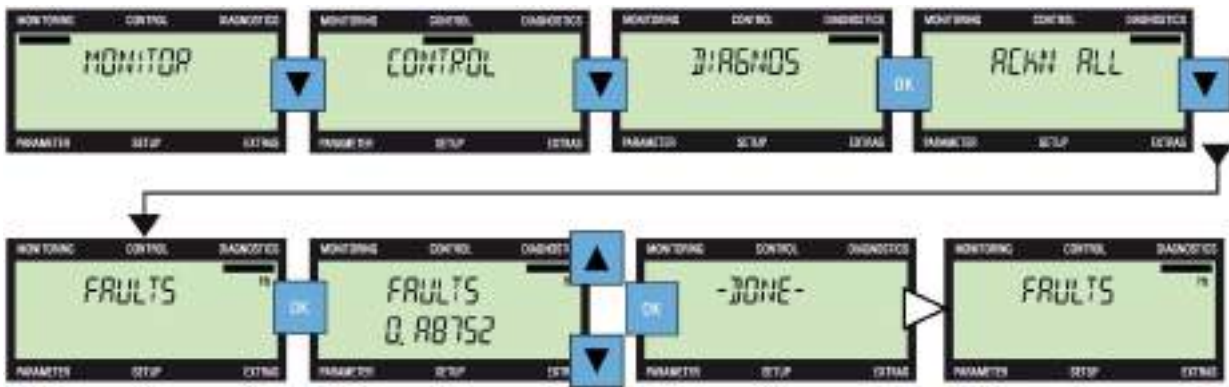 MONITORING CONTROL DIAGNOSTICS
MONITOR
PARAMETER SETUP EXTRAS
MONITORING CONTROL DIAGNOSTICS
CONTROL
PARAMETER SETUP EXTRAS
MONITORING CONTROL DIAGNOSTICS
DIAGNOS
PARAMETER SETUP EXTRAS
OK
MONITORING CONTROL DIAGNOSTICS
ACKN ALL
PARAMETER SETUP EXTRAS
MONITORING CONTROL DIAGNOSTICS
FAULTS
PARAMETER SETUP EXTRAS
OK
MONITORING CONTROL
FAULTS
0. A8752
PARAMETER SETUP
MONITORING CONTROL DIAGNOSTICS
OK
-DONE-
PARAMETER SETUP EXTRAS
MONITORING CONTROL DIAGNOSTICS
FAULTS
PARAMETER SETUP EXTRAS